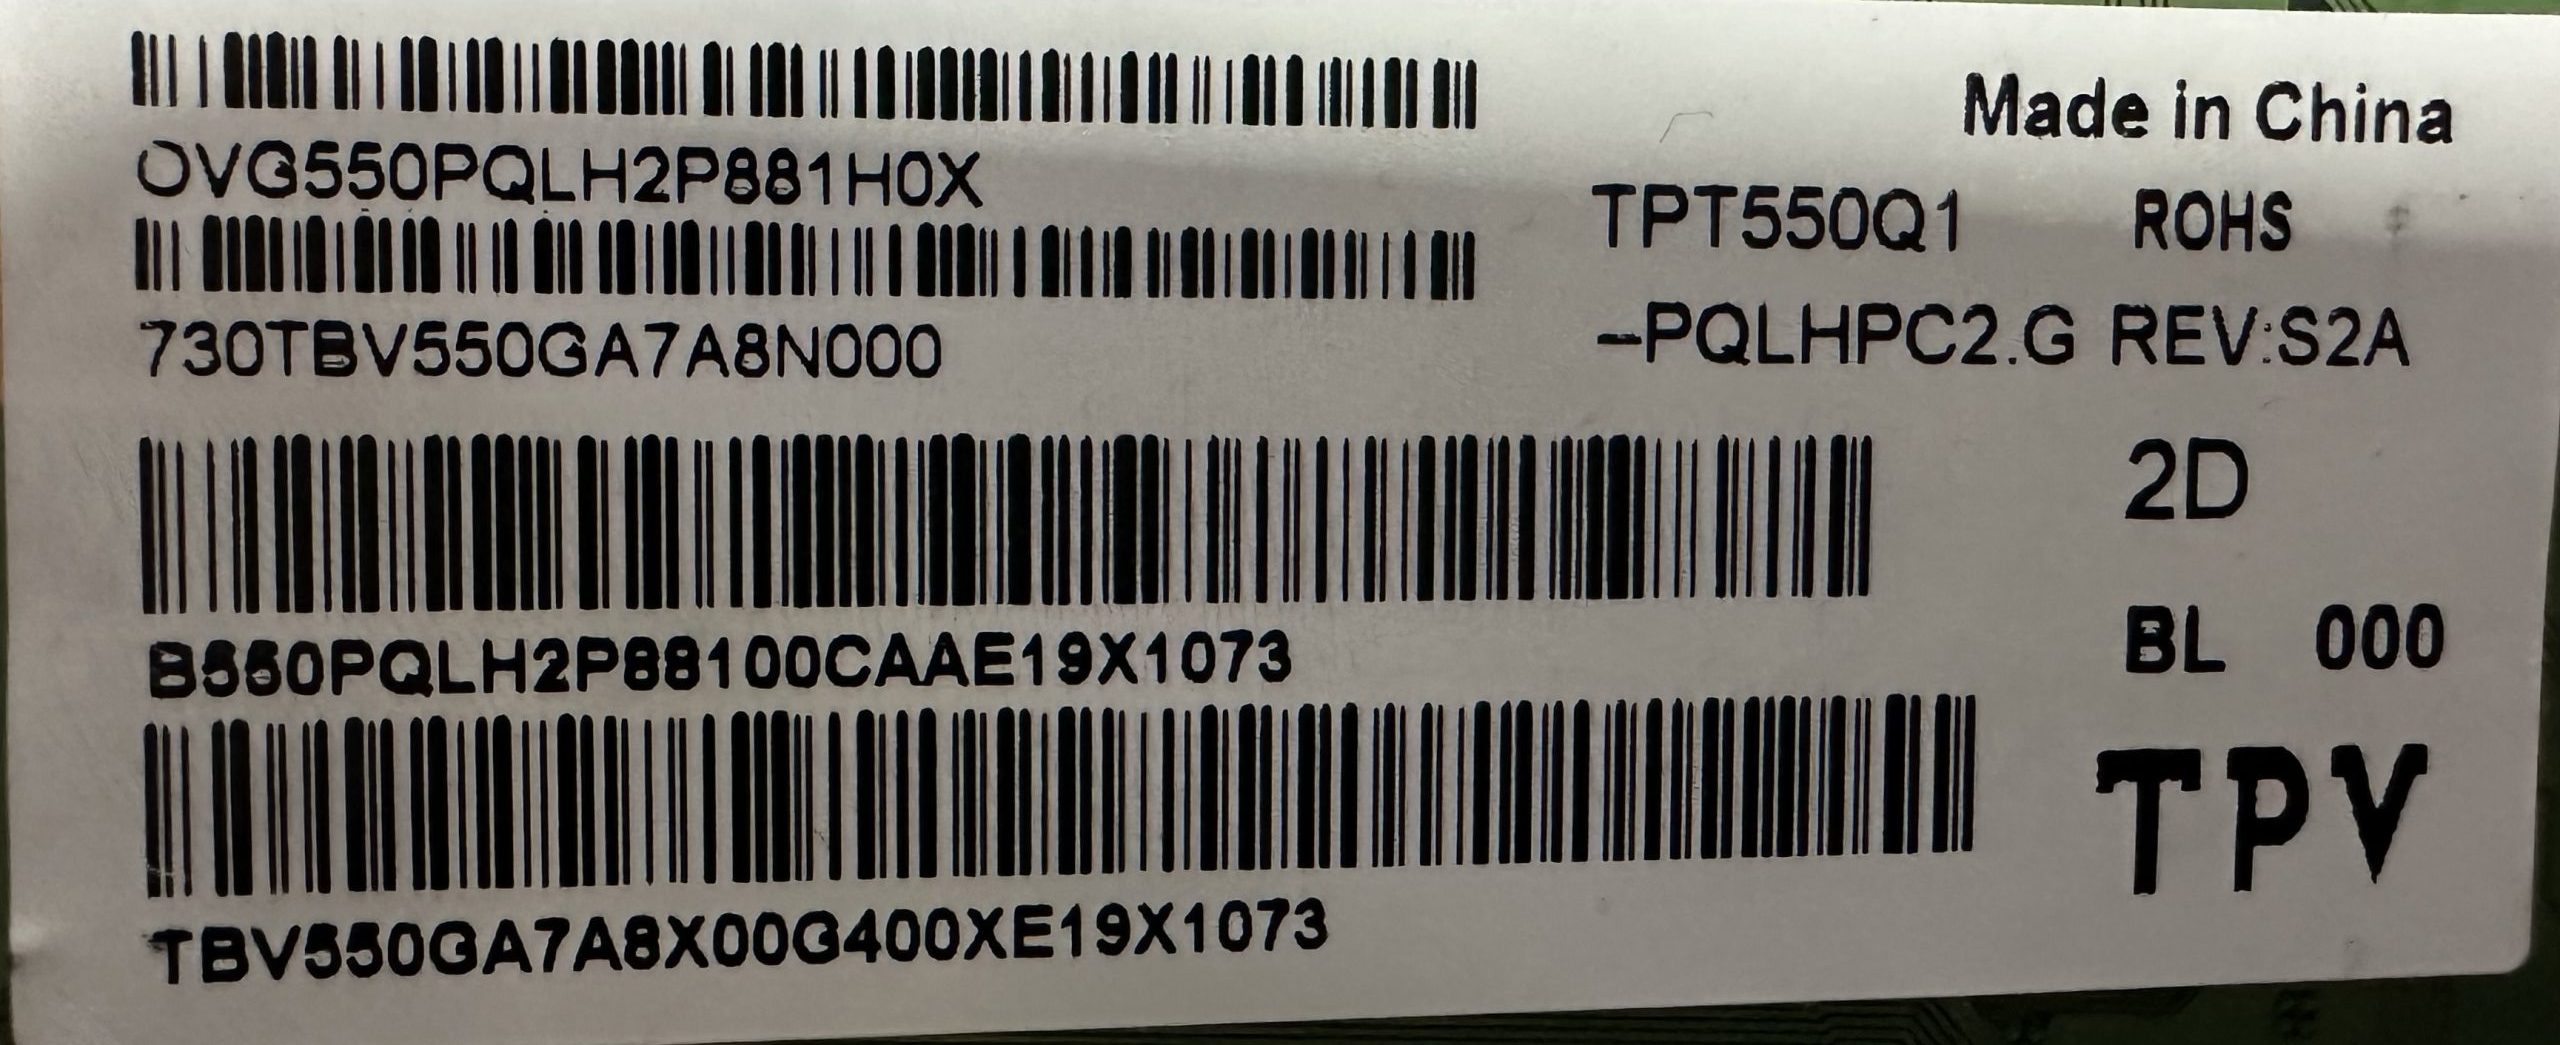 Made in China
OVG550PQLH2P881H0X
TPT550Q1 ROHS
730TBV550GA7A8N000
-PQLHPC2.G REV:S2A
2D
B550PQLH2P88100CAAE19X1073
BL 000
TPV
TBV550GA7A8X00G400XE19X1073